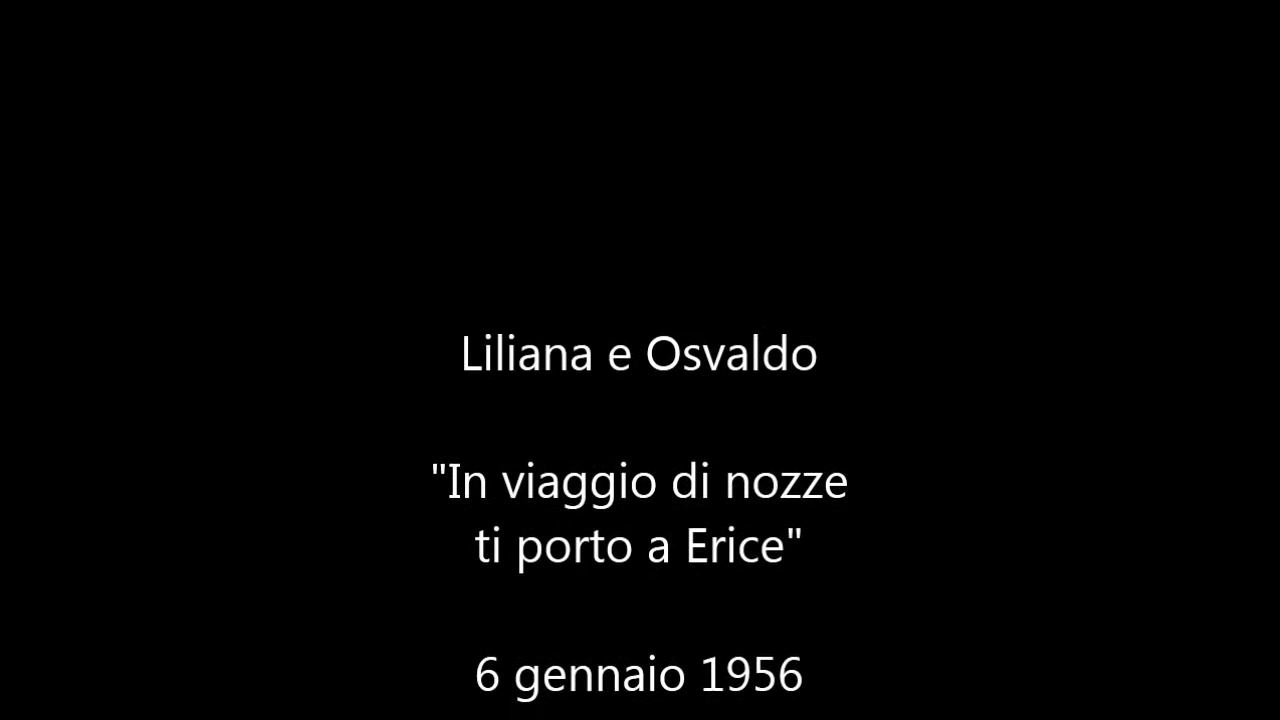 Liliana e Osvaldo
"In viaggio di nozze
ti porto a Erice"
6 gennaio 1956